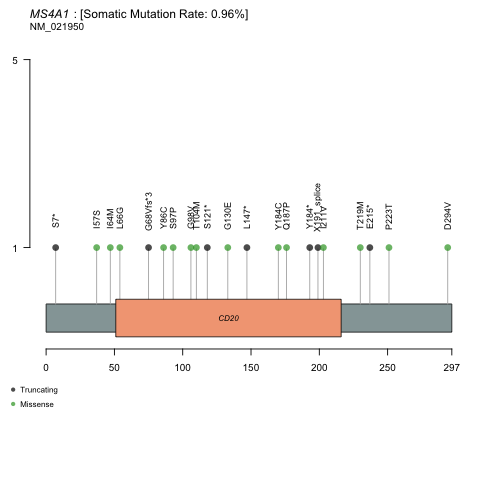 MS4A1 : [Somatic Mutation Rate: 0.96%]
NM_021950
5
1
S7*
I57S
I64M
L66G
G68Vfs*3
Y86C
S97P
G98V
T104M
S121*
G130E
L147*
Y184C
Q187P
Y184*
X191_splice
I211V
T219M
E215*
P223T
D294V
CD20
0 50 100 150 200 250 297
Truncating
Missense